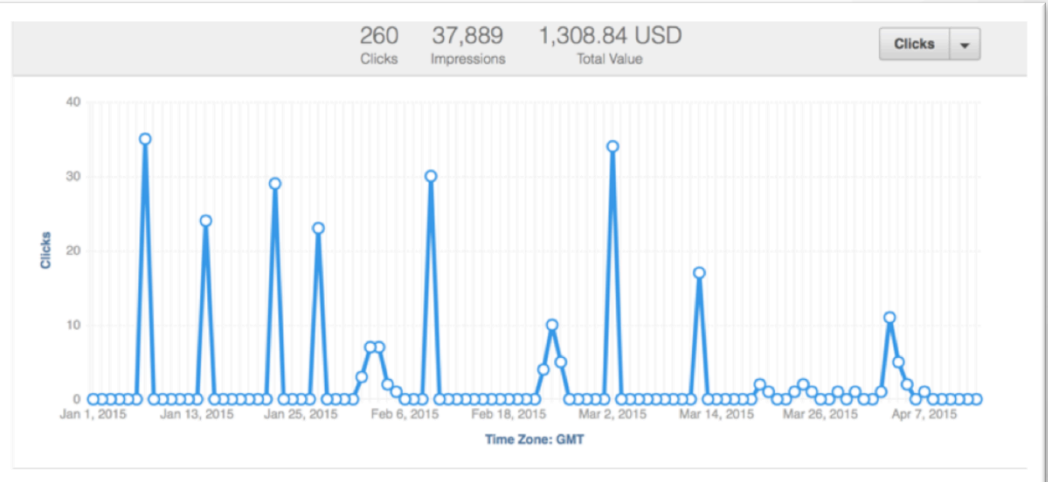 260 37,889 1,308.84 USD
Clicks Impressions Total Value
Clicks
40
30
20
10
0
Clicks
Jan 1, 2015 Jan 13, 2015 Jan 25, 2015 Feb 6, 2015 Feb 18, 2015 Mar 2, 2015 Mar 14, 2015 Mar 26, 2015 Apr 7, 2015
Time Zone: GMT